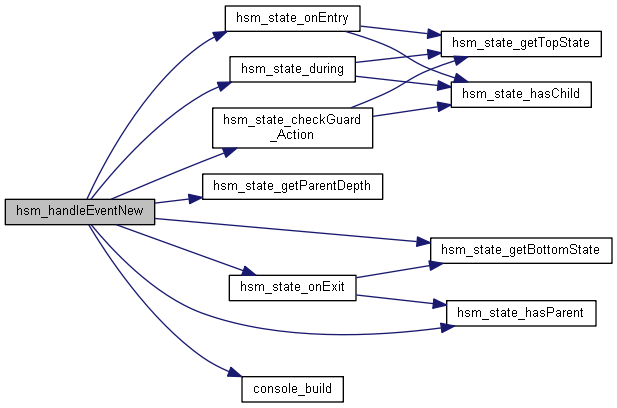 hsm_state_onEntry
hsm_state_getTopState
hsm_state_during
hsm_state_hasChild
hsm_state_checkGuard
_Action
hsm_state_getParentDepth
hsm_handleEventNew
hsm_state_getBottomState
hsm_state_onExit
hsm_state_hasParent
console_build